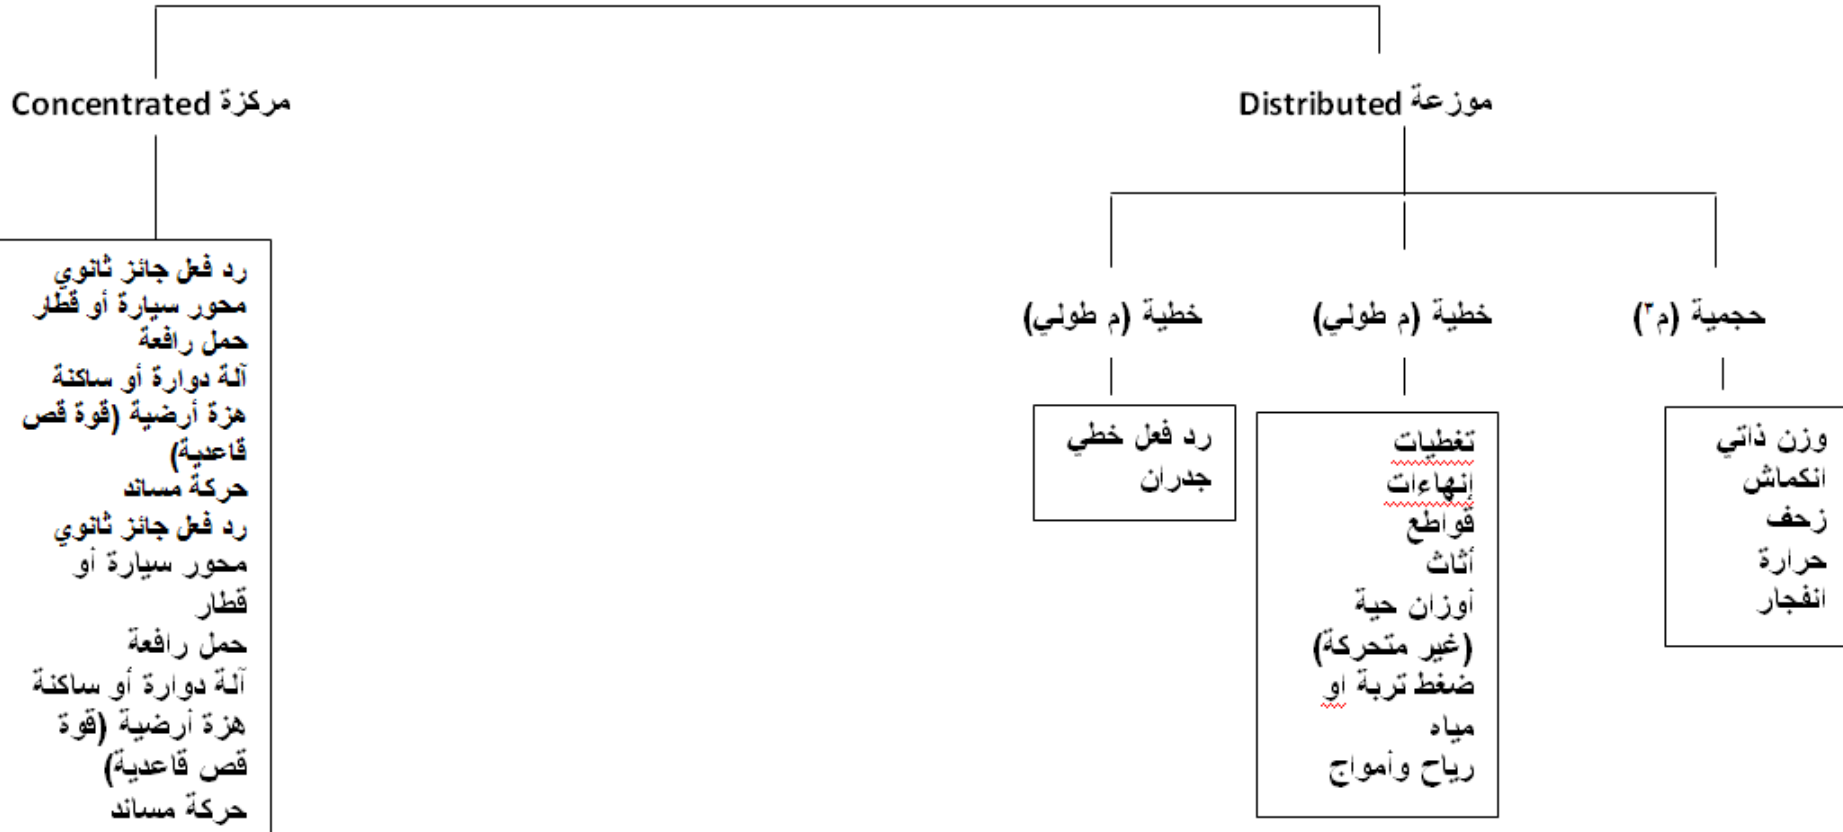 موزعة Distributed
مركزة Concentrated
حجمية (م٣)
خطية (م طولي)
خطية (م طولي)
وزن ذاتي
انكماش
زحف
حرارة
انفجار
تغطيات
إنهاءات
قواطع
أثاث
أوزان حية
(غير متحركة)
ضغط تربة او
مياه
رياح وأمواج
رد فعل خطي
جدران
رد فعل جائز ثانوي
محور سيارة أو قطار
حمل رافعة
آلة دوارة أو ساكنة
هزة أرضية (قوة قص
قاعدية)
حركة مساند
رد فعل جائز ثانوي
محور سيارة أو
قطار
حمل رافعة
آلة دوارة أو ساكنة
هزة أرضية (قوة
قص قاعدية)
حركة مساند